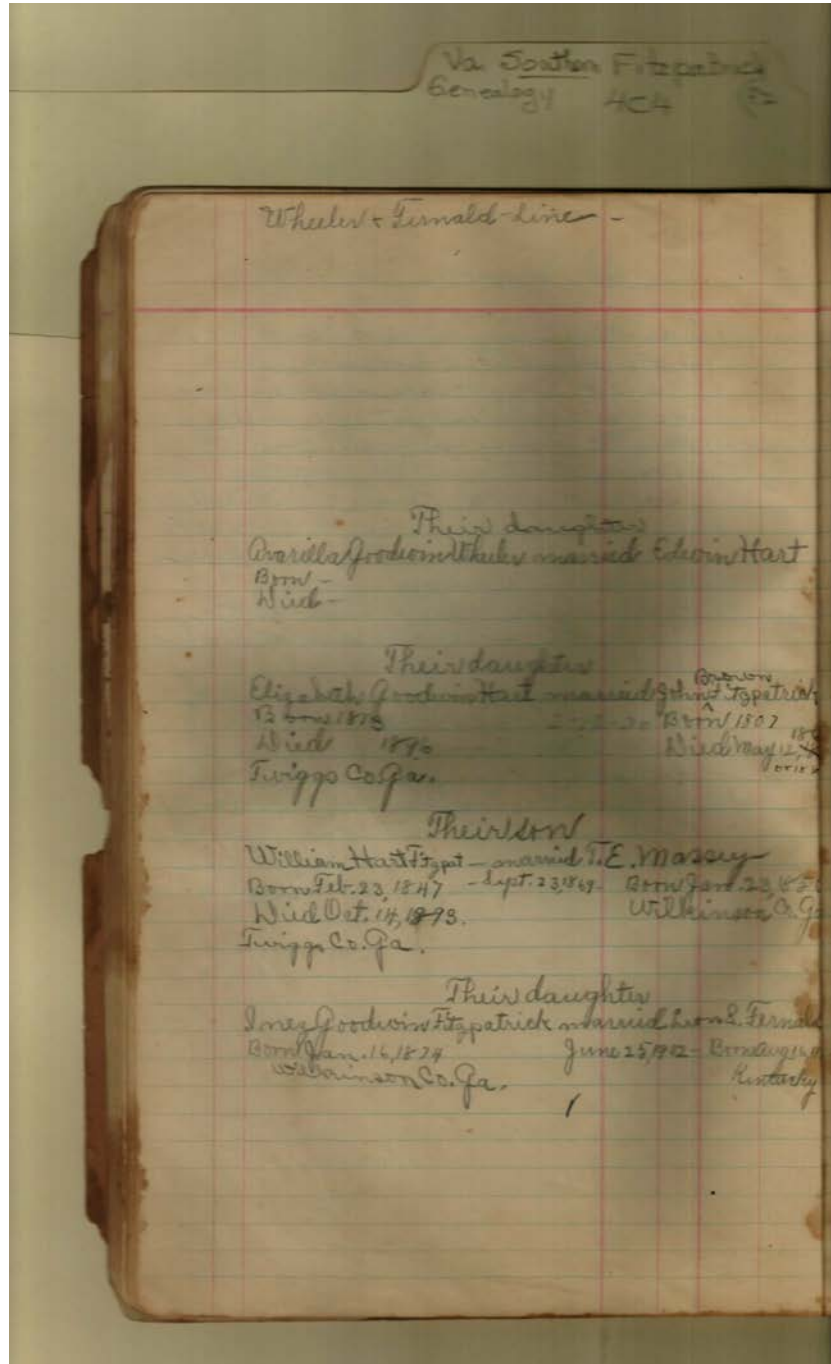 Va. Southern Fitzpatrick
Genealogy 4C4
Wheeler & Fernald-Line -
Their daughter
Avarilla Goodwin Wheeler married Edwin Hart
Born -
Died -
Their daughter
Brown
Elizabeth Goodwin Hart married John ^ Fitzpatrick
Born 1807
Died Died May 12,
Twiggs Co. Ga.
Their son
William Hart Fitzpat - married T. E. Massey
Born Feb. 23, 1847 - Sept. 23, 1869 - Born Jan. 23,
Died Oct. 14, 1893. Wilkinson Co. Ga
Twiggs Co. Ga.
Their daughter
Inez Goodwin Fitzpatrick married Leon S. Fernald
Born Jan. 16, 1874 June 25, 1902 - Born Aug
Wilkinson Co. Ga. Kentucky